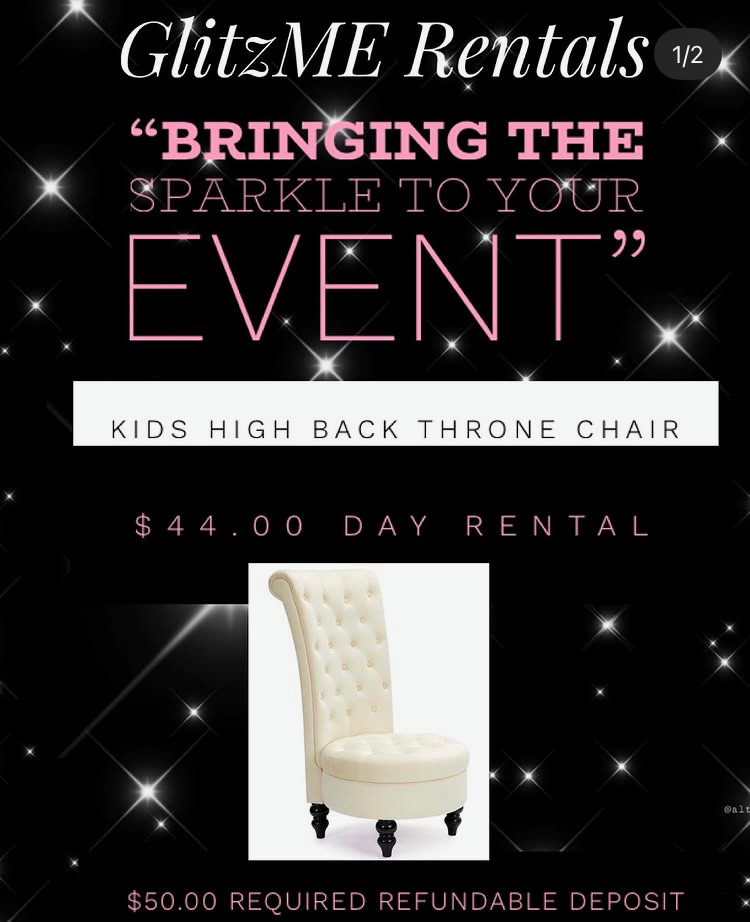 GlitzME Rentals
1/2
“BRINGING THE
SPARKLE TO YOUR
EVENT”
KIDS HIGH BACK THRONE CHAIR
$44.00 DAY RENTAL
@alt
$50.00 REQUIRED REFUNDABLE DEPOSIT